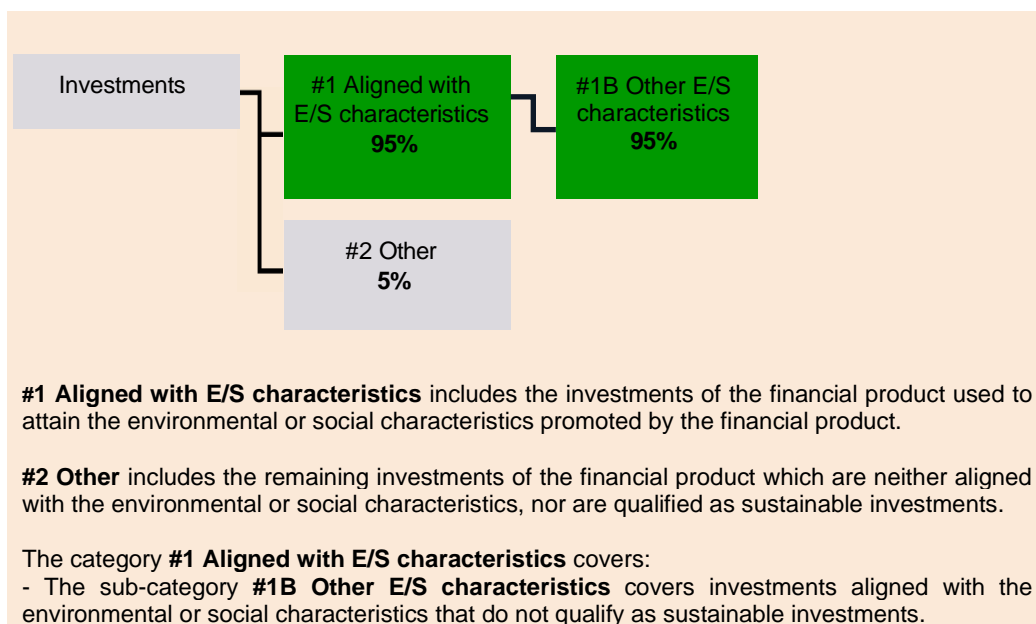 Investments
#1 Aligned with
E/S characteristics
95%
#1B Other E/S
characteristics
95%
#2 Other
5%
#1 Aligned with E/S characteristics includes the investments of the financial product used to
attain the environmental or social characteristics promoted by the financial product.
#2 Other includes the remaining investments of the financial product which are neither aligned
with the environmental or social characteristics, nor are qualified as sustainable investments.
The category #1 Aligned with E/S characteristics covers:
- The sub-category #1B Other E/S characteristics covers investments aligned with the
environmental or social characteristics that do not qualify as sustainable investments.